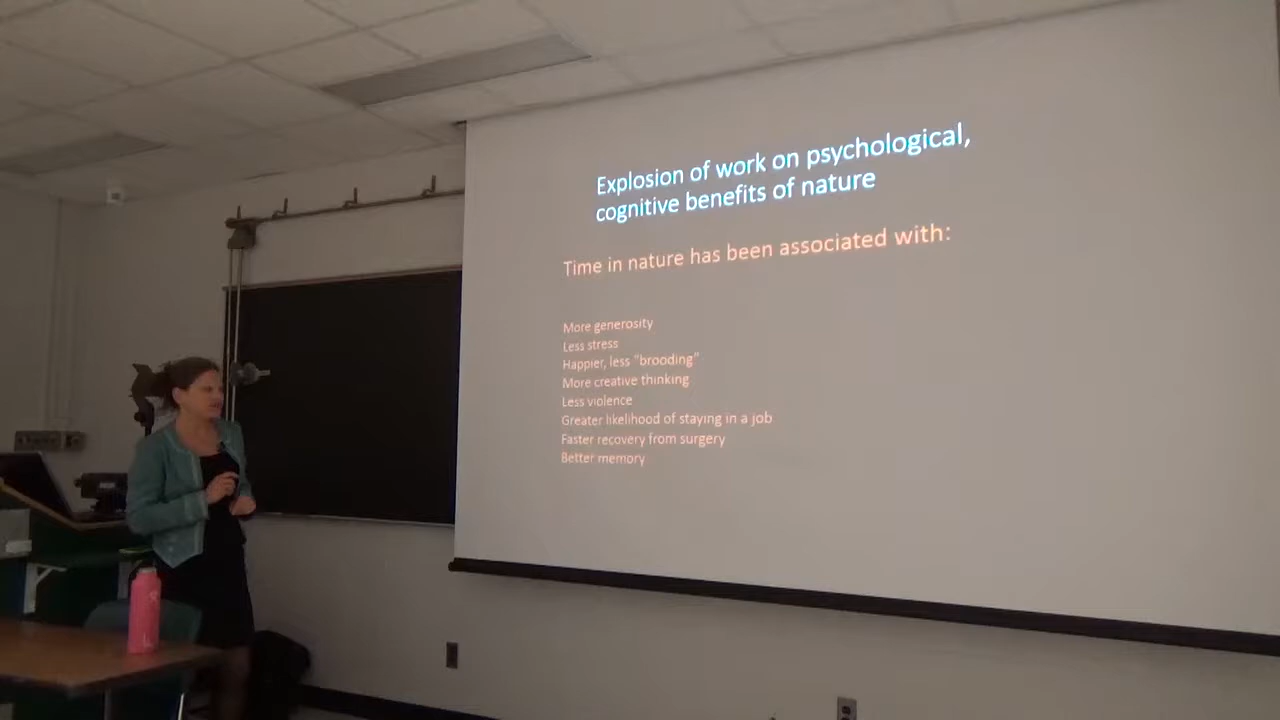 Explosion of work on psychological,
cognitive benefits of nature
Time in nature has been associated with:
More generosity
Less stress
Happier, less "brooding"
More creative thinking
Less violence
Greater likelihood of staying in a job
Faster recovery from surgery
Better memory